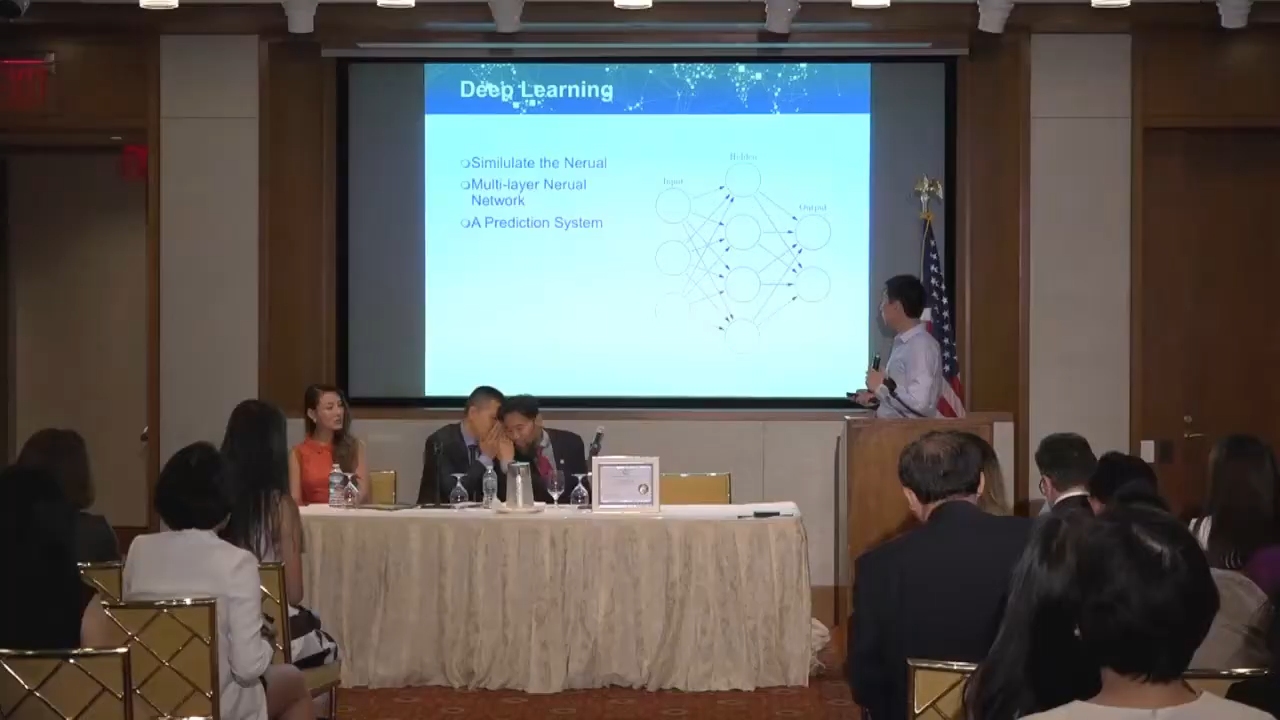 Deep Learning
Similulate the Nerual
Multi-layer Nerual
Network
A Prediction System
Hidden
Input
Output